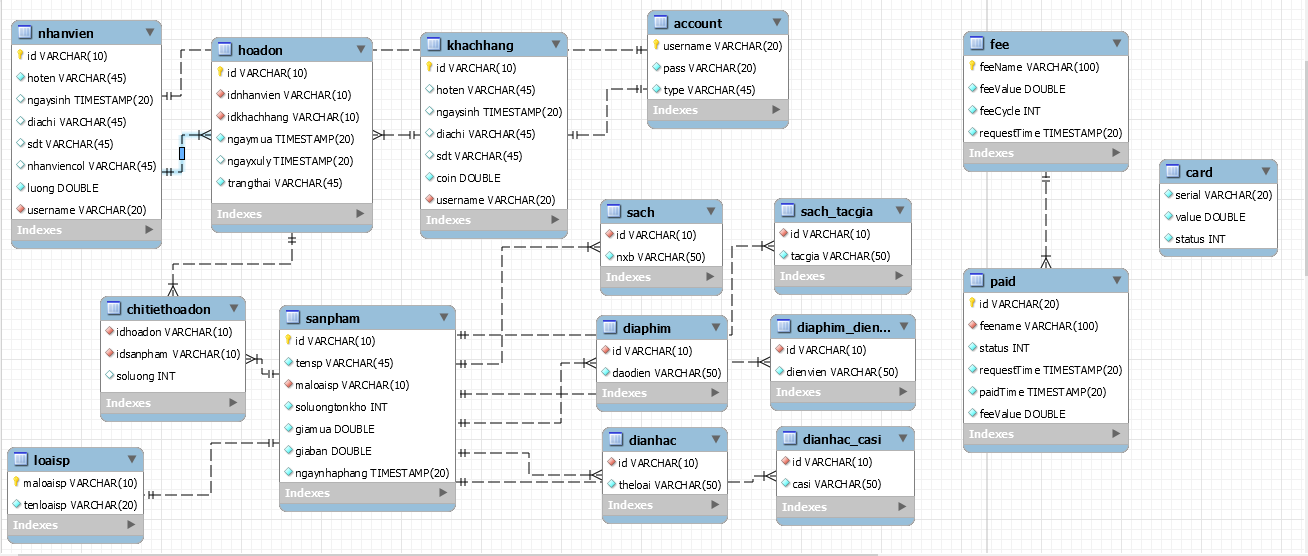 nhanvien
id VARCHAR(10)
hoten VARCHAR(45)
ngaysinh TIMESTAMP(20)
diachi VARCHAR(45)
sdt VARCHAR(45)
nhanviencol VARCHAR(45)
luong DOUBLE
username VARCHAR(20)
Indexes
hoadon
id VARCHAR(10)
idnhanvien VARCHAR(10)
idkhachhang VARCHAR(10)
ngaymua TIMESTAMP(20)
ngayxuly TIMESTAMP(20)
trangthai VARCHAR(45)
Indexes
khachhang
id VARCHAR(10)
hoten VARCHAR(45)
ngaysinh TIMESTAMP(20)
diachi VARCHAR(45)
sdt VARCHAR(45)
coin DOUBLE
username VARCHAR(20)
Indexes
account
username VARCHAR(20)
pass VARCHAR(20)
type VARCHAR(45)
Indexes
fee
feeName VARCHAR(100)
feeValue DOUBLE
feeCycle INT
requestTime TIMESTAMP(20)
Indexes
card
serial VARCHAR(20)
value DOUBLE
status INT
sach
id VARCHAR(10)
nxb VARCHAR(50)
Indexes
sach_tacgia
id VARCHAR(10)
tacgia VARCHAR(50)
Indexes
paid
id VARCHAR(20)
feename VARCHAR(100)
status INT
requestTime TIMESTAMP(20)
paidTime TIMESTAMP(20)
feeValue DOUBLE
Indexes
chitiethoadon
idhoadon VARCHAR(10)
idsanpham VARCHAR(10)
soluong INT
Indexes
sanpham
id VARCHAR(10)
tensp VARCHAR(45)
maloaisp VARCHAR(10)
soluongtonkho INT
giamua DOUBLE
giaban DOUBLE
ngaynhaphang TIMESTAMP(20)
Indexes
diaphim
id VARCHAR(10)
daodien VARCHAR(50)
Indexes
diaphim_dien...
id VARCHAR(10)
dienvien VARCHAR(50)
Indexes
loaisp
maloaisp VARCHAR(10)
tenloaisp VARCHAR(20)
Indexes
dianhac
id VARCHAR(10)
theloai VARCHAR(50)
Indexes
dianhac_casi
id VARCHAR(10)
casi VARCHAR(50)
Indexes